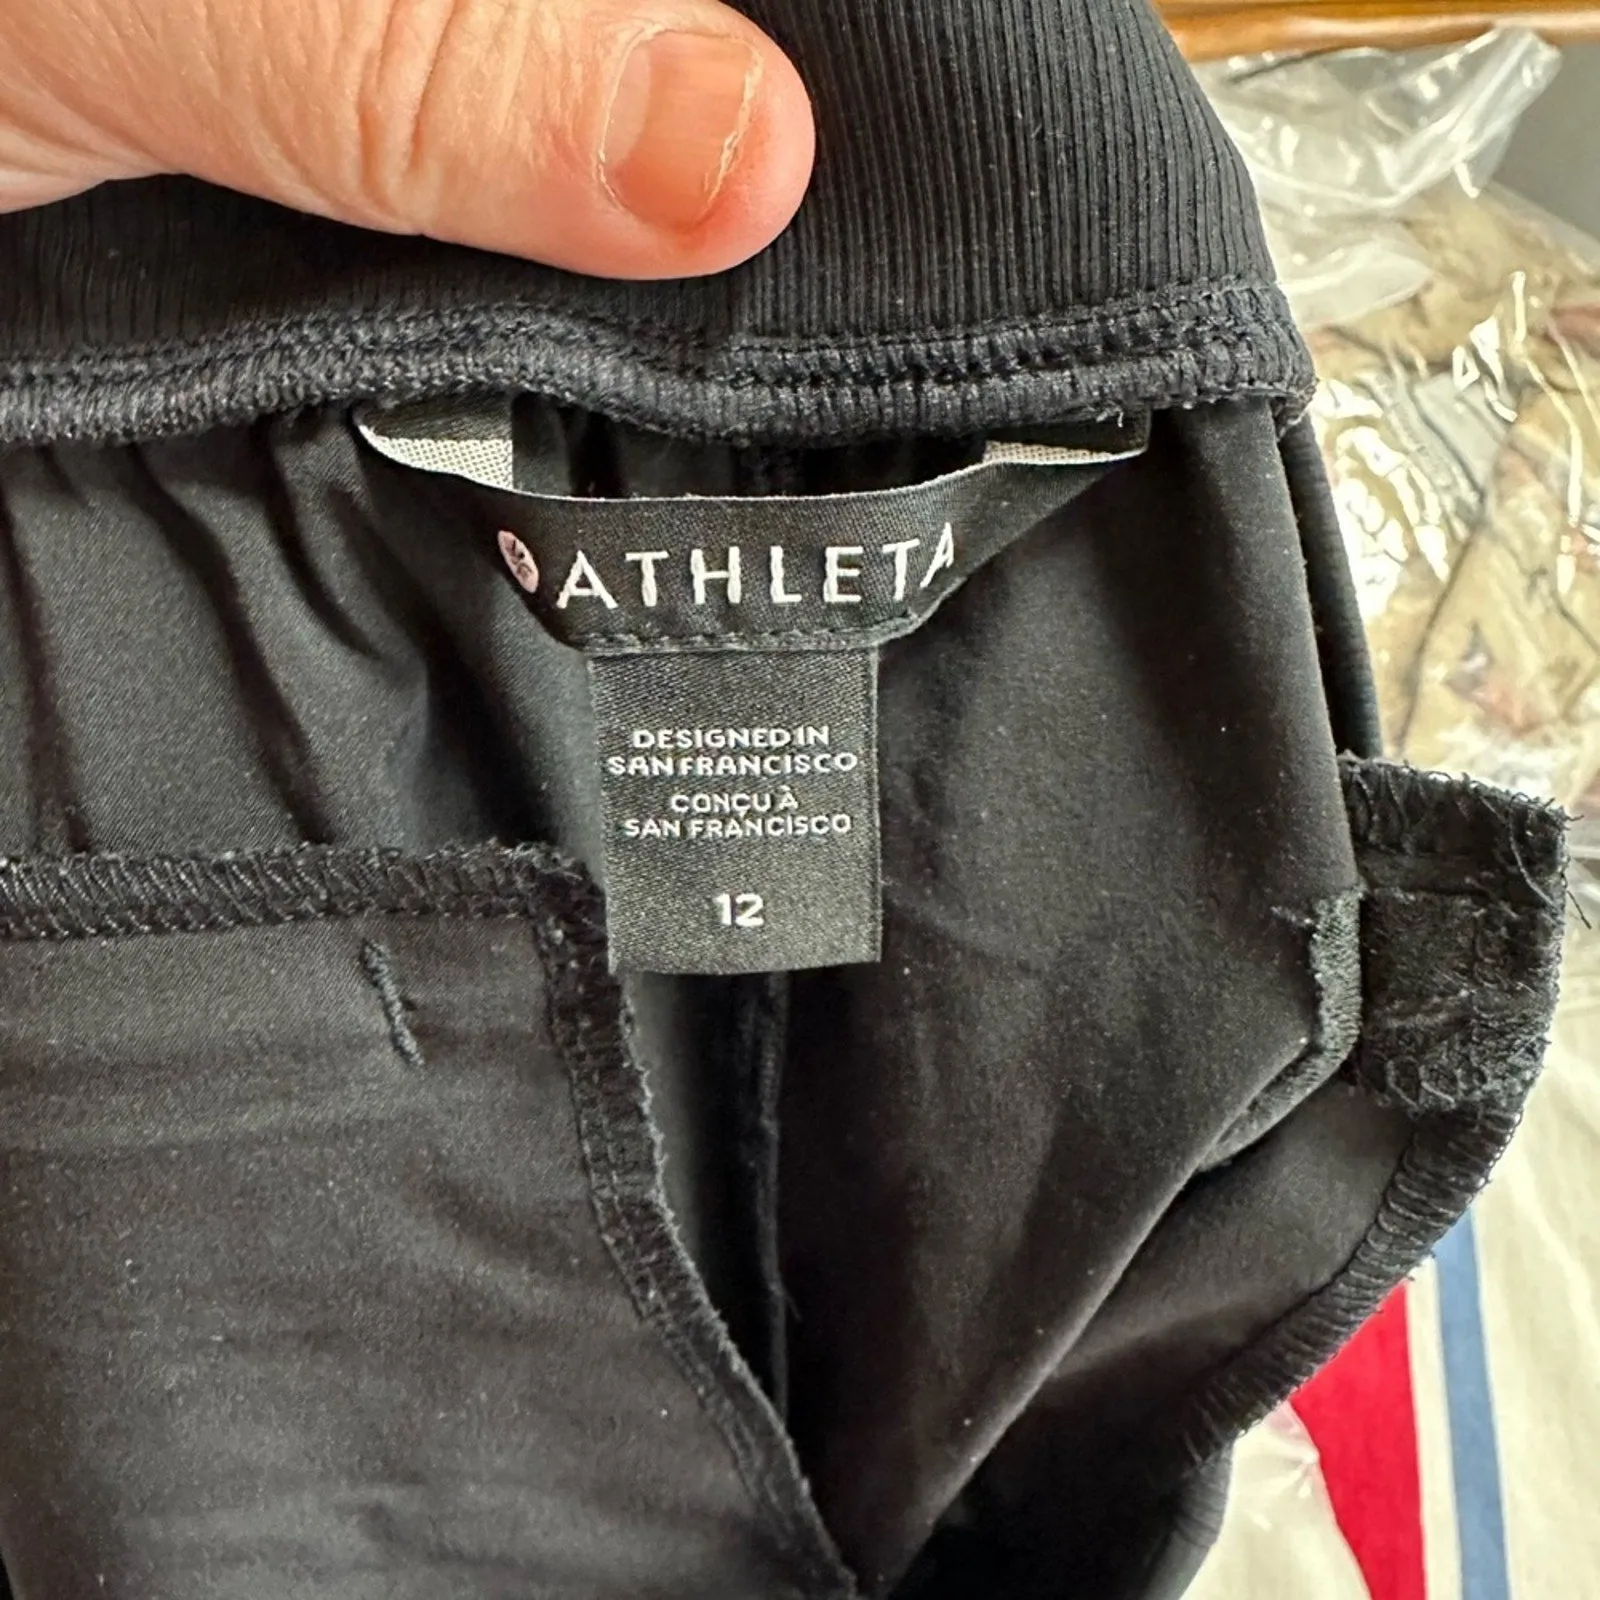 ATHLETA
DESIGNED IN
SAN FRANCISCO
CONÇU À
SAN FRANCISCO
12